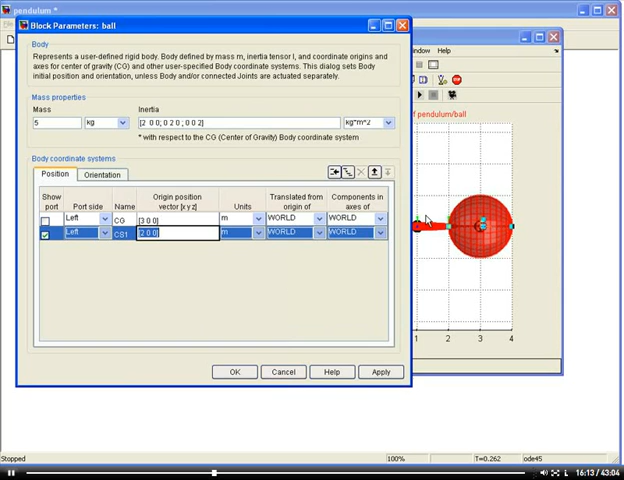 pendulum *
Block Parameters: ball
Body
Represents a user-defined rigid body. Body defined by mass m, inertia tensor I, and coordinate origins and
axes for center of gravity (CG) and other user-specified Body coordinate systems. This dialog sets Body
initial position and orientation, unless Body and/or connected Joints are actuated separately.
Mass properties
Mass
Inertia
5
kg
[2 0 0; 0 2 0 ; 0 0 2]
kg*m^2
* with respect to the CG (Center of Gravity) Body coordinate system
Body coordinate systems
Position
Orientation
Show port
Port side
Name
Origin position vector [x y z]
Units
Translated from origin of
Components in axes of
Left
CG
[3 0 0]
m
WORLD
WORLD
Left
CS1
[2 0 0]
m
WORLD
WORLD
OK
Cancel
Help
Apply
Help
pendulum/ball
1
2
3
4
Stopped
100%
T=0.262
ode45
16:13 / 43:04